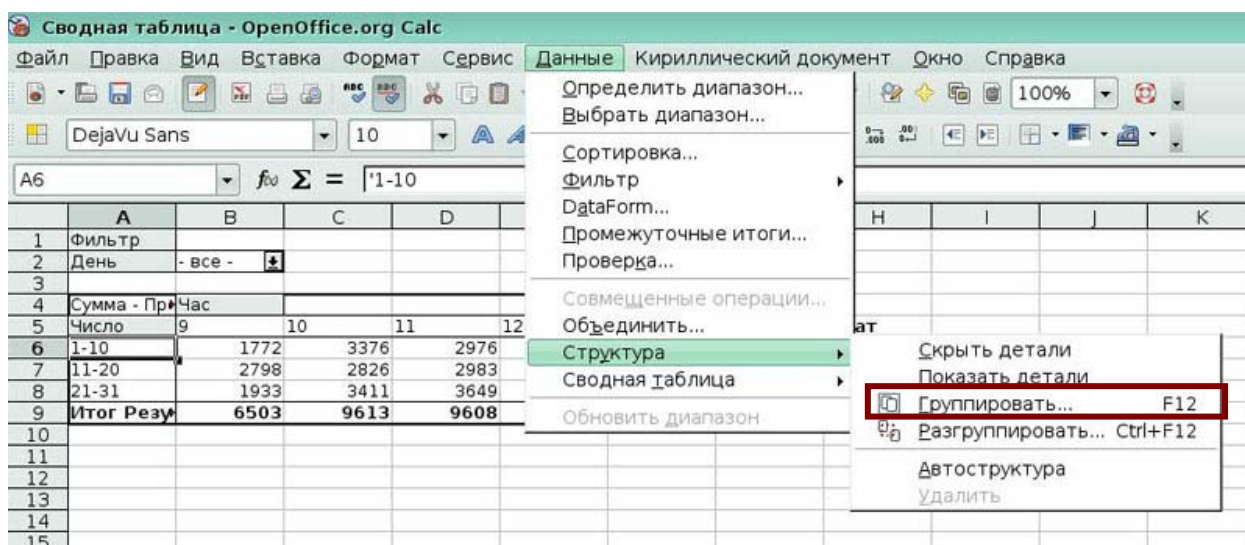 Сводная таблица - OpenOffice.org Calc
Файл Правка Вид Вставка Формат Сервис Данные Кириллический документ Окно Справка
100%
DejaVu Sans 10
A6 '1-10
A B C D H I J K
1 Фильтр
2 День - все -
3
4 Сумма - Пр Час
5 Число 9 10 11 12 ат
6 1-10 1772 3376 2976
7 11-20 2798 2826 2983
8 21-31 1933 3411 3649
9 Итог Резу 6503 9613 9608
10
11
12
13
14
15
Определить диапазон...
Выбрать диапазон...
Сортировка...
Фильтр
DataForm...
Промежуточные итоги...
Проверка...
Совмещенные операции...
Объединить...
Структура
Сводная таблица
Обновить диапазон
Скрыть детали
Показать детали
Группировать... F12
Разгруппировать... Ctrl+F12
Автоструктура
Удалить